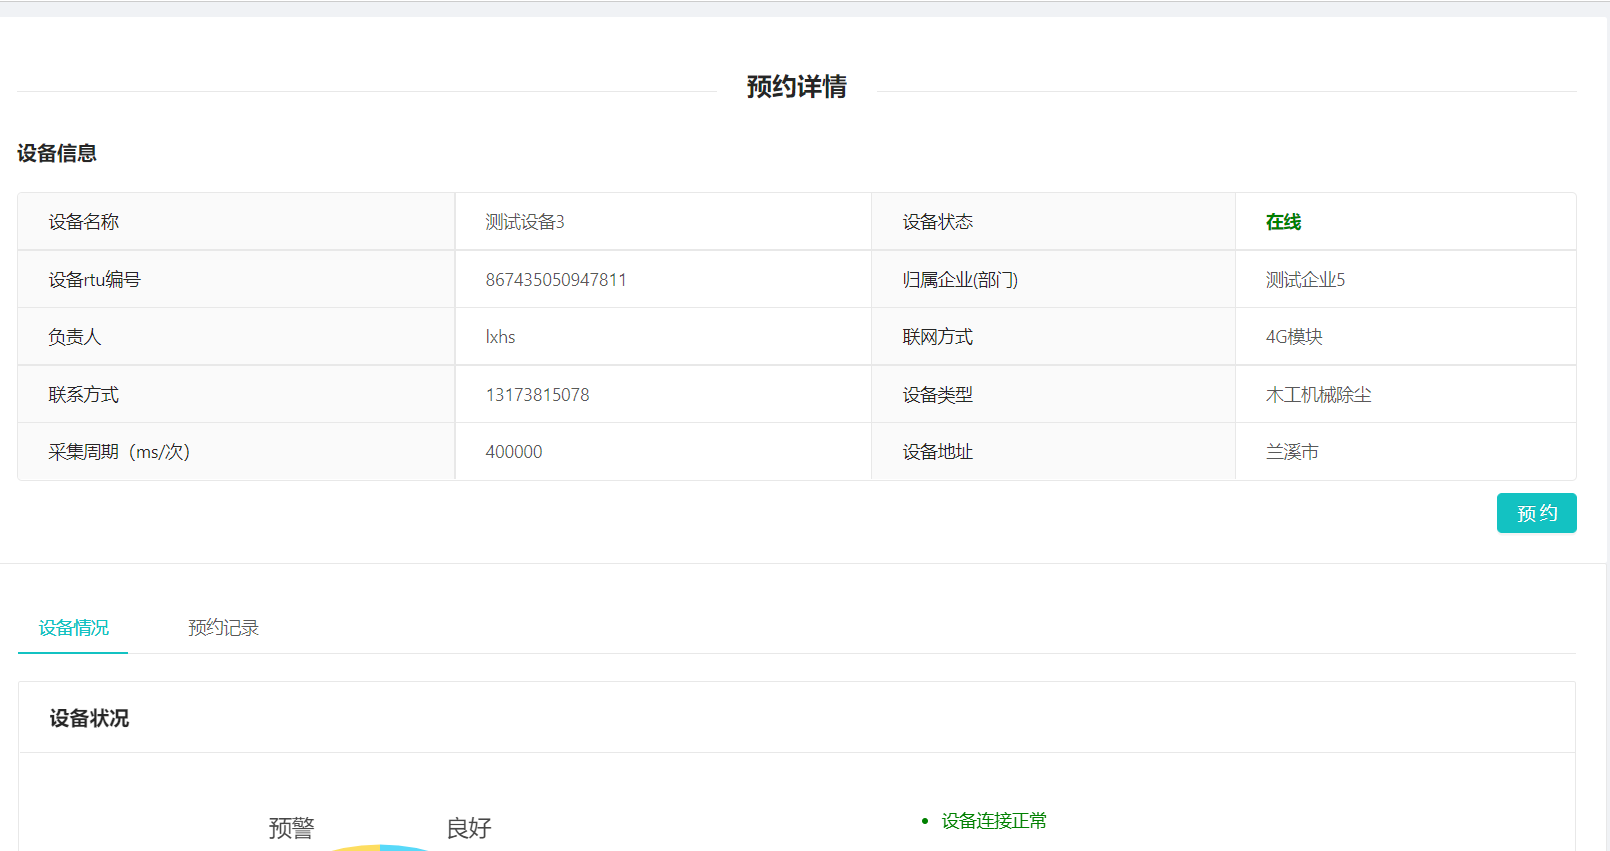 预约详情
设备信息
设备名称 测试设备3 设备状态 在线
设备rtu编号 867435050947811 归属企业(部门) 测试企业5
负责人 lxhs 联网方式 4G模块
联系方式 13173815078 设备类型 木工机械除尘
采集周期（ms/次） 400000 设备地址 兰溪市
预约
设备情况 预约记录
设备状况
预警 良好
设备连接正常